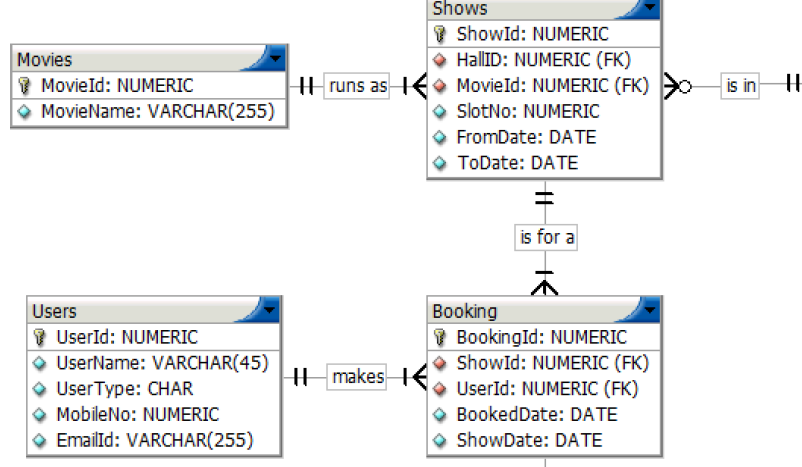 Shows
ShowId: NUMERIC
HallID: NUMERIC (FK)
MovieId: NUMERIC (FK)
SlotNo: NUMERIC
FromDate: DATE
ToDate: DATE
Movies
MovieId: NUMERIC
MovieName: VARCHAR(255)
runs as
is in
is for a
Users
UserId: NUMERIC
UserName: VARCHAR(45)
UserType: CHAR
MobileNo: NUMERIC
EmailId: VARCHAR(255)
makes
Booking
BookingId: NUMERIC
ShowId: NUMERIC (FK)
UserId: NUMERIC (FK)
BookedDate: DATE
ShowDate: DATE